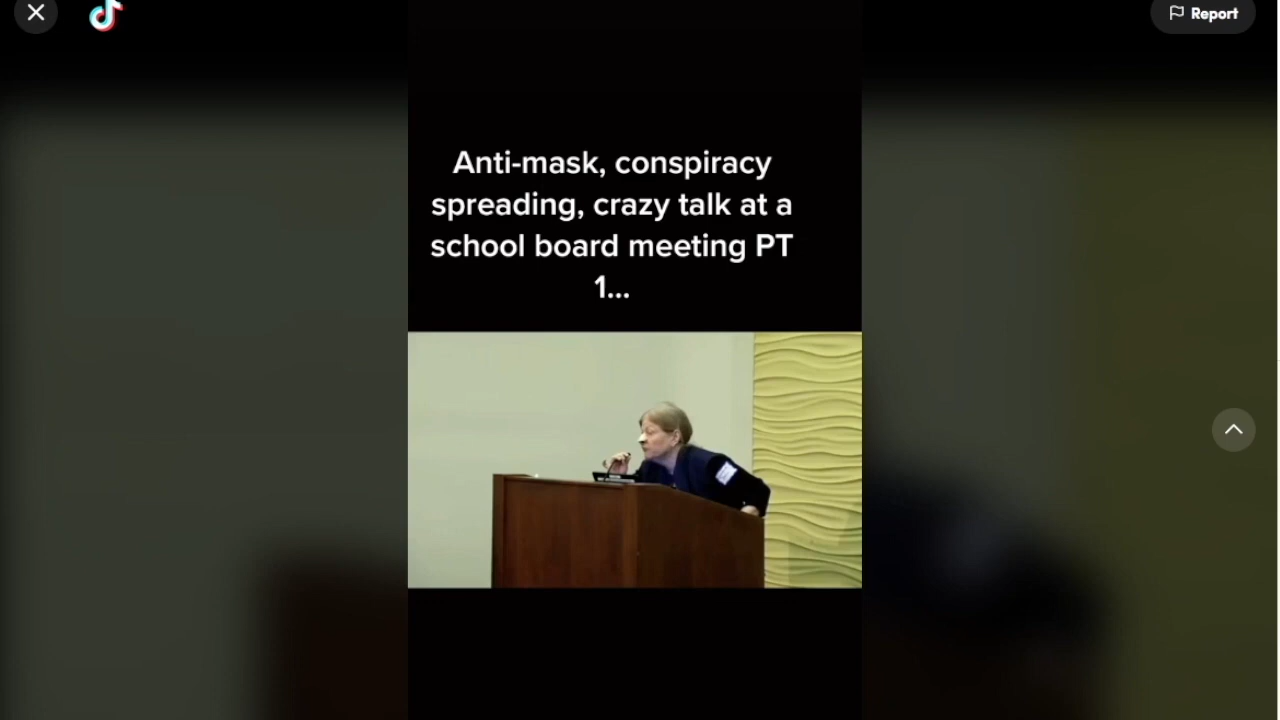 Report
Anti-mask, conspiracy
spreading, crazy talk at a
school board meeting PT
1...